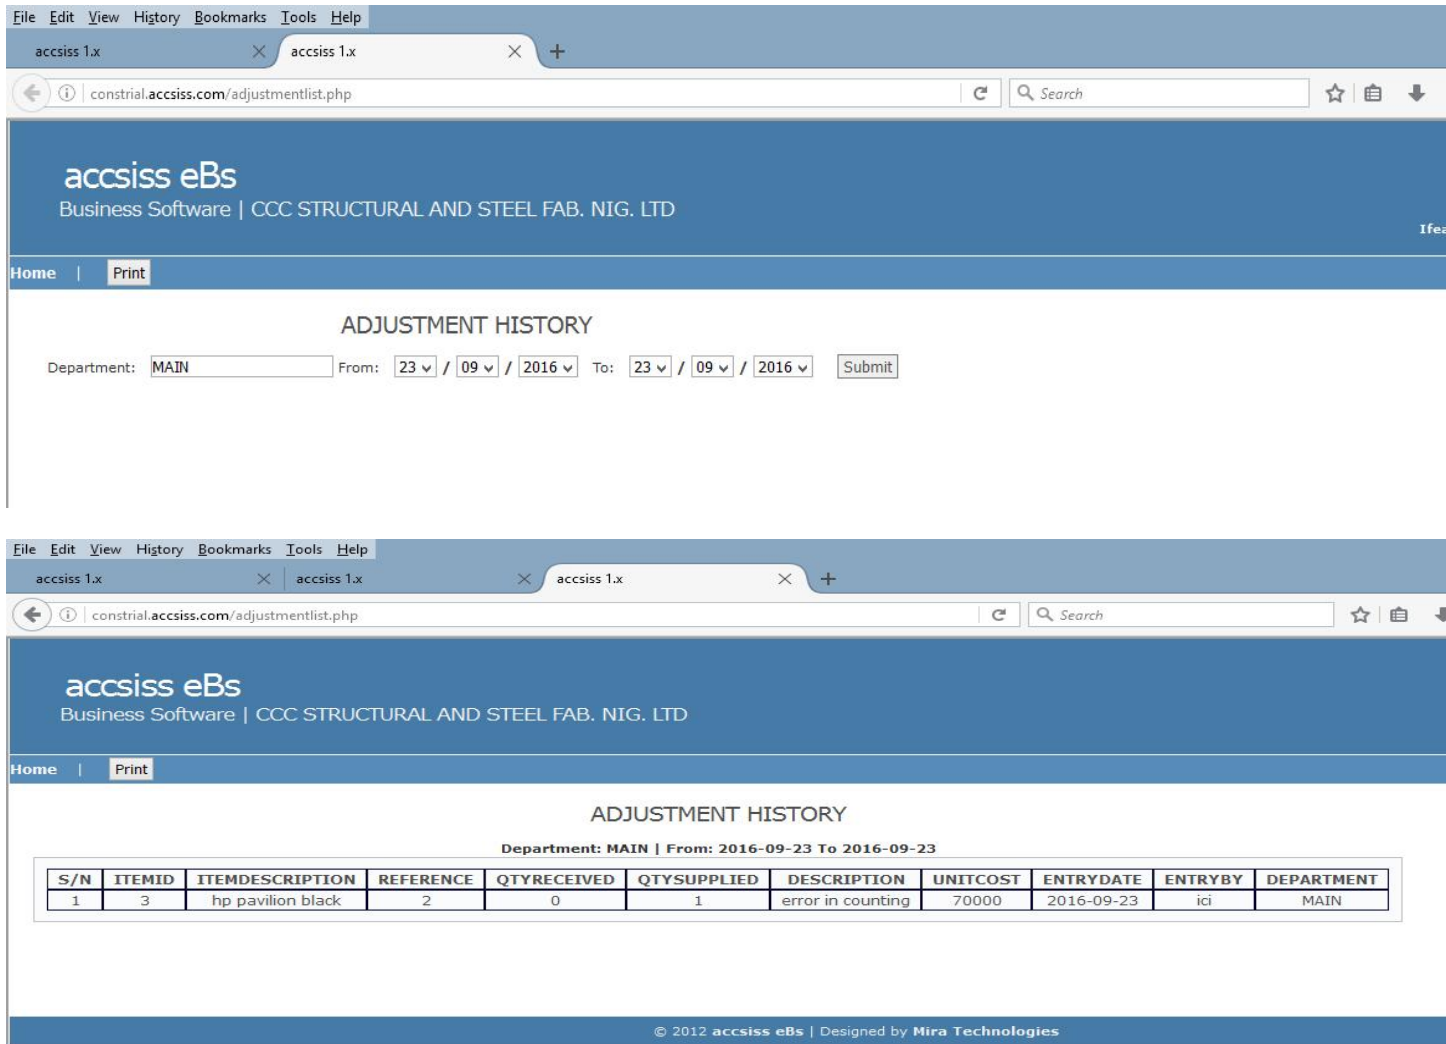 File Edit View History Bookmarks Tools Help
accsiss 1.x accsiss 1.x
constrial.accsiss.com/adjustmentlist.php Search
accsiss eBs
Business Software | CCC STRUCTURAL AND STEEL FAB. NIG. LTD
Ifea
Home | Print
ADJUSTMENT HISTORY
Department: MAIN From: 23 / 09 / 2016 To: 23 / 09 / 2016 Submit
File Edit View History Bookmarks Tools Help
accsiss 1.x accsiss 1.x accsiss 1.x
constrial.accsiss.com/adjustmentlist.php Search
accsiss eBs
Business Software | CCC STRUCTURAL AND STEEL FAB. NIG. LTD
Home | Print
ADJUSTMENT HISTORY
Department: MAIN | From: 2016-09-23 To 2016-09-23
S/N ITEMID ITEMDESCRIPTION REFERENCE QTYRECEIVED QTYSUPPLIED DESCRIPTION UNITCOST ENTRYDATE ENTRYBY DEPARTMENT
1 3 hp pavilion black 2 0 1 error in counting 70000 2016-09-23 ici MAIN
© 2012 accsiss eBs | Designed by Mira Technologies